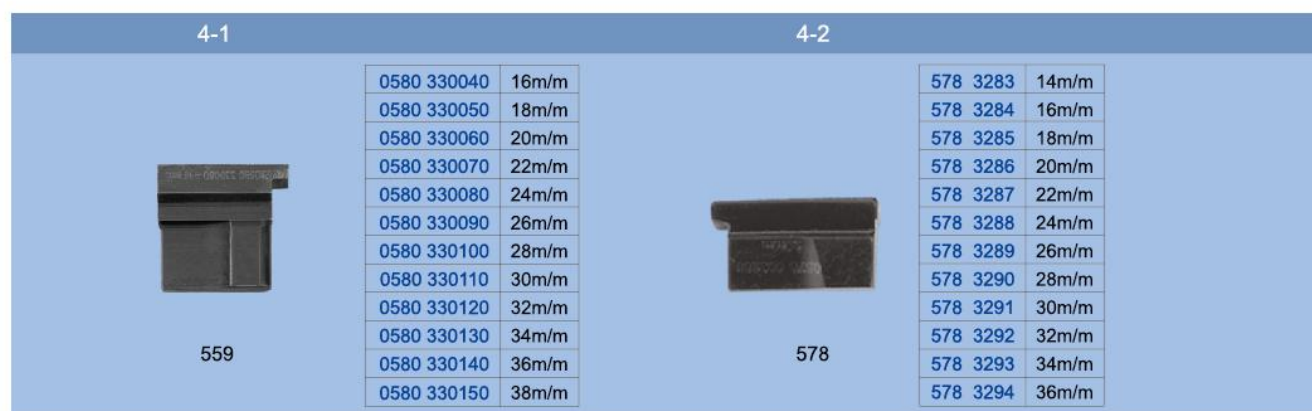 4-1
4-2
0580 330040 16m/m
0580 330050 18m/m
0580 330060 20m/m
0580 330070 22m/m
0580 330080 24m/m
0580 330090 26m/m
0580 330100 28m/m
0580 330110 30m/m
0580 330120 32m/m
0580 330130 34m/m
0580 330140 36m/m
0580 330150 38m/m
559
578 3283 14m/m
578 3284 16m/m
578 3285 18m/m
578 3286 20m/m
578 3287 22m/m
578 3288 24m/m
578 3289 26m/m
578 3290 28m/m
578 3291 30m/m
578 3292 32m/m
578 3293 34m/m
578 3294 36m/m
578